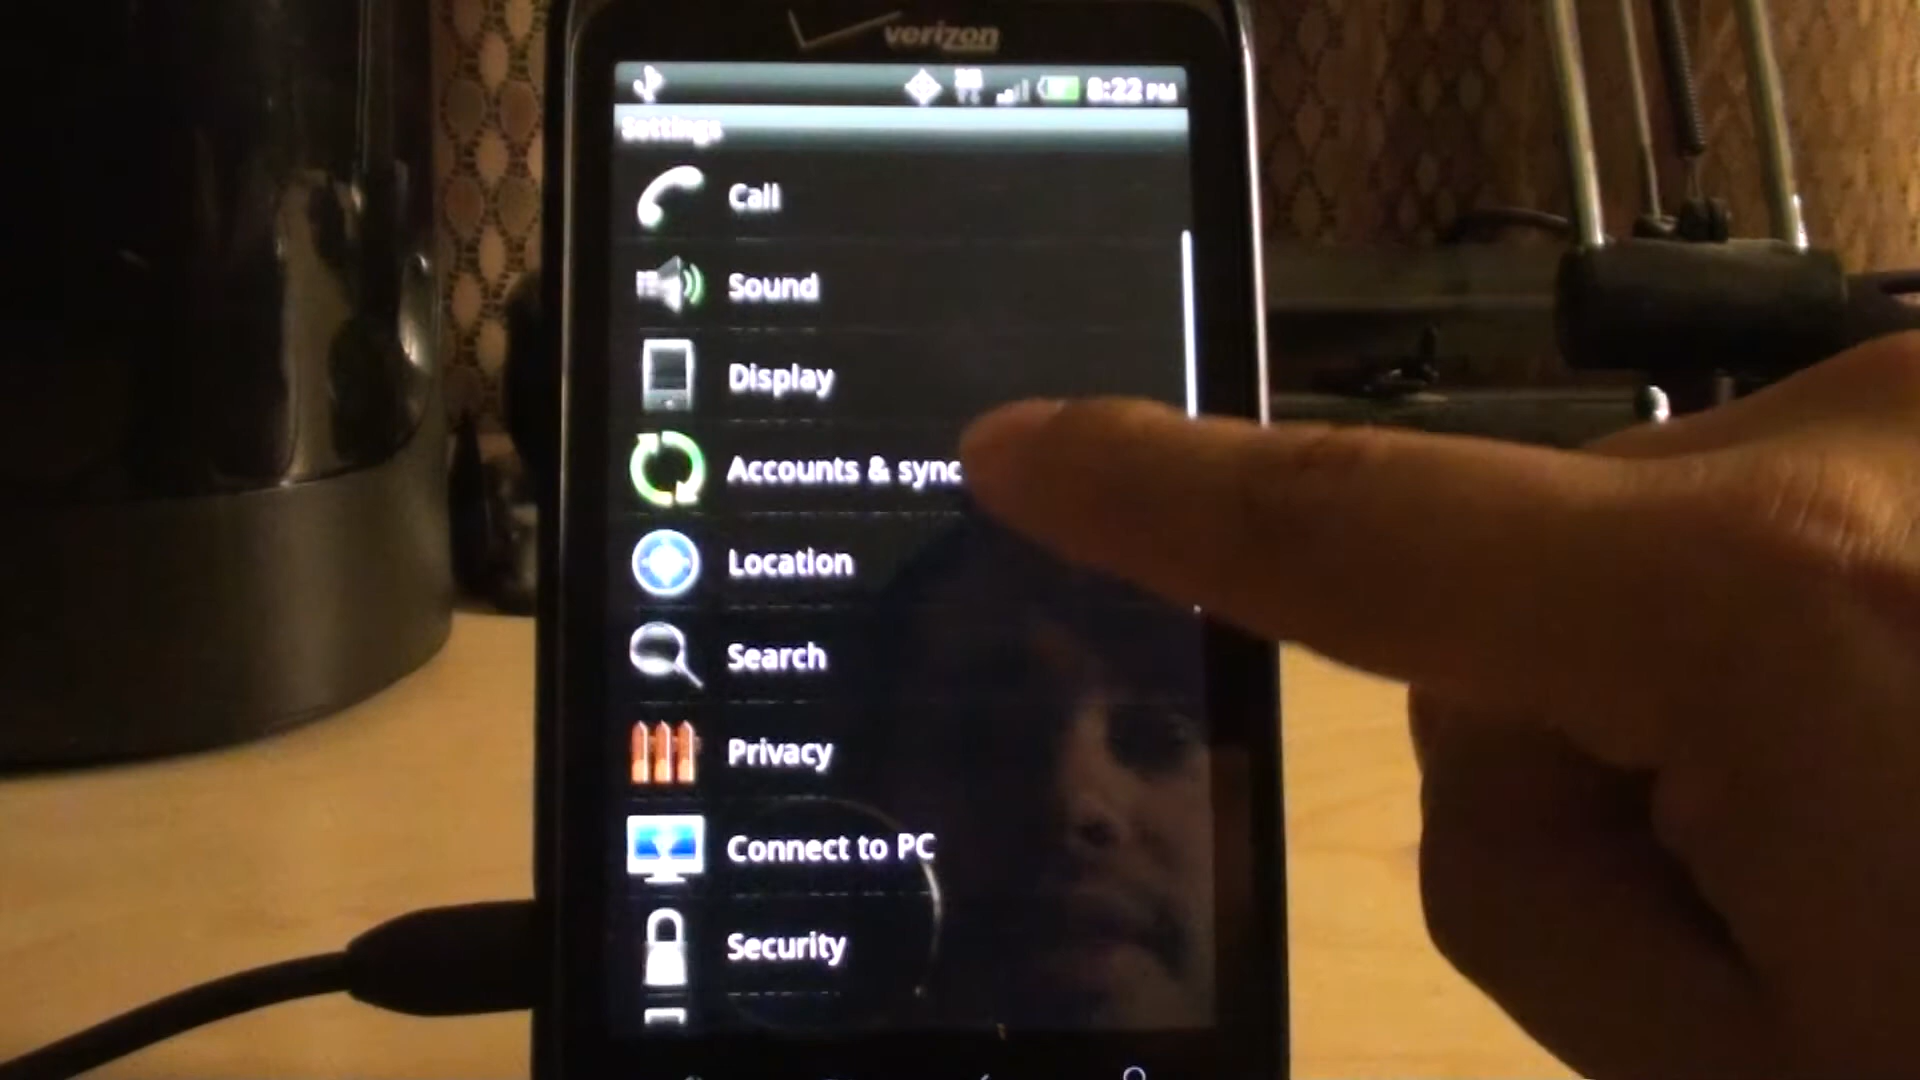 verizon
8:22 PM
Settings
Call
Sound
Display
Accounts & sync
Location
Search
Privacy
Connect to PC
Security